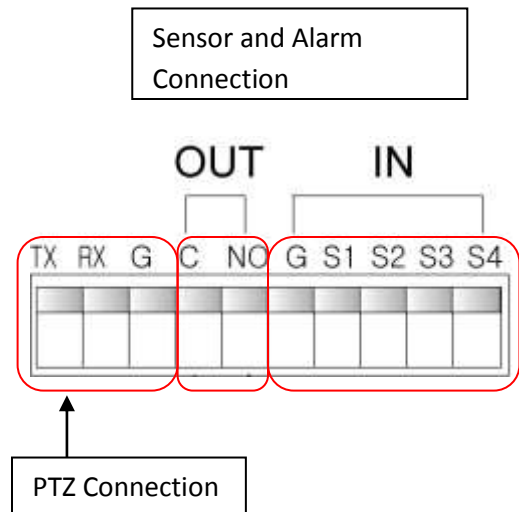 Sensor and Alarm
Connection
OUT IN
TX RX G C NO G S1 S2 S3 S4
PTZ Connection